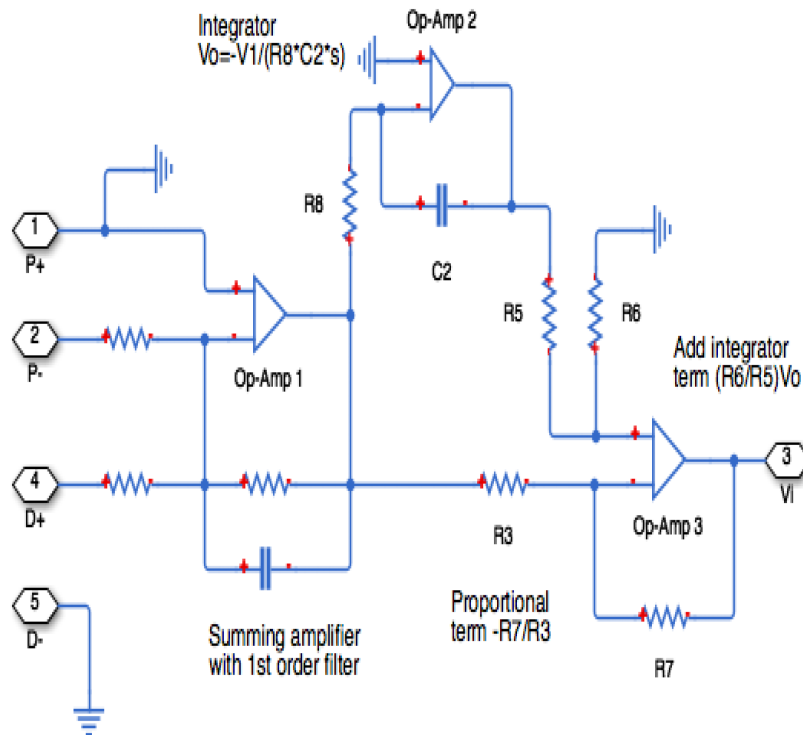 Integrator
Vo=-V1/(R8*C2*s)
Op-Amp 2
R8
C2
1
P+
2
P-
Op-Amp 1
R5
R6
Add integrator
term (R6/R5)Vo
4
D+
R3
Op-Amp 3
3
VI
5
D-
Summing amplifier
with 1st order filter
Proportional
term -R7/R3
R7